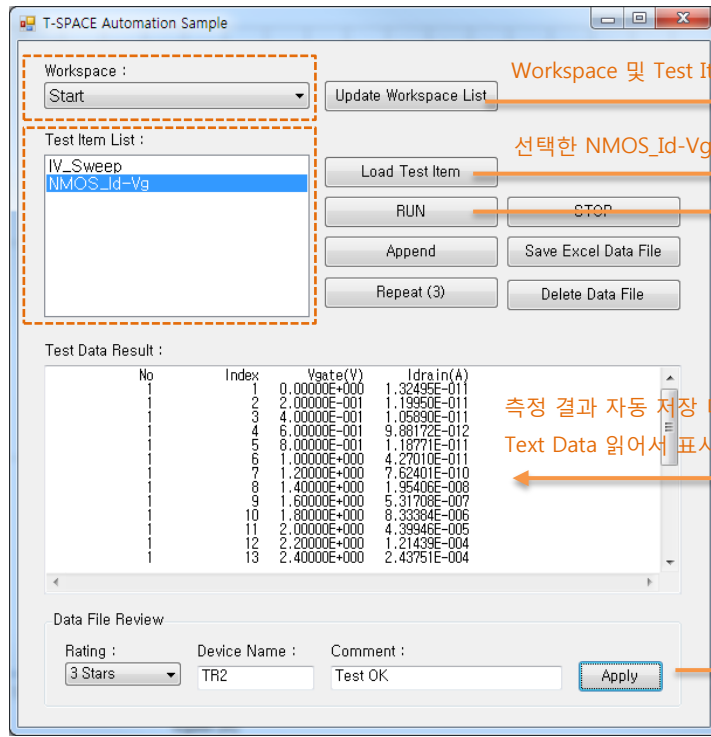 T-SPACE Automation Sample
Workspace :
Start
Update Workspace List
Workspace 및 Test
Test Item List :
IV_Sweep
NMOS_Id-Vg
선택한 NMOS_Id-Vg
Load Test Item
RUN
STOP
Append
Save Excel Data File
Repeat (3)
Delete Data File
Test Data Result :
No Index Vgate(V) Idrain(A)
1 1 0.00000E+000 1.32495E-011
1 2 2.00000E-001 1.19950E-011
1 3 4.00000E-001 1.05890E-011
1 4 6.00000E-001 9.88172E-012
1 5 8.00000E-001 1.18771E-011
1 6 1.00000E+000 4.27010E-011
1 7 1.20000E+000 7.62401E-010
1 8 1.40000E+000 1.95406E-008
1 9 1.60000E+000 5.31708E-007
1 10 1.80000E+000 8.33384E-006
1 11 2.00000E+000 4.39946E-005
1 12 2.20000E+000 1.21439E-004
1 13 2.40000E+000 2.43751E-004
측정 결과 자동 저장
Text Data 읽어서
Data File Review
Rating :
Device Name :
Comment :
3 Stars
TR2
Test OK
Apply